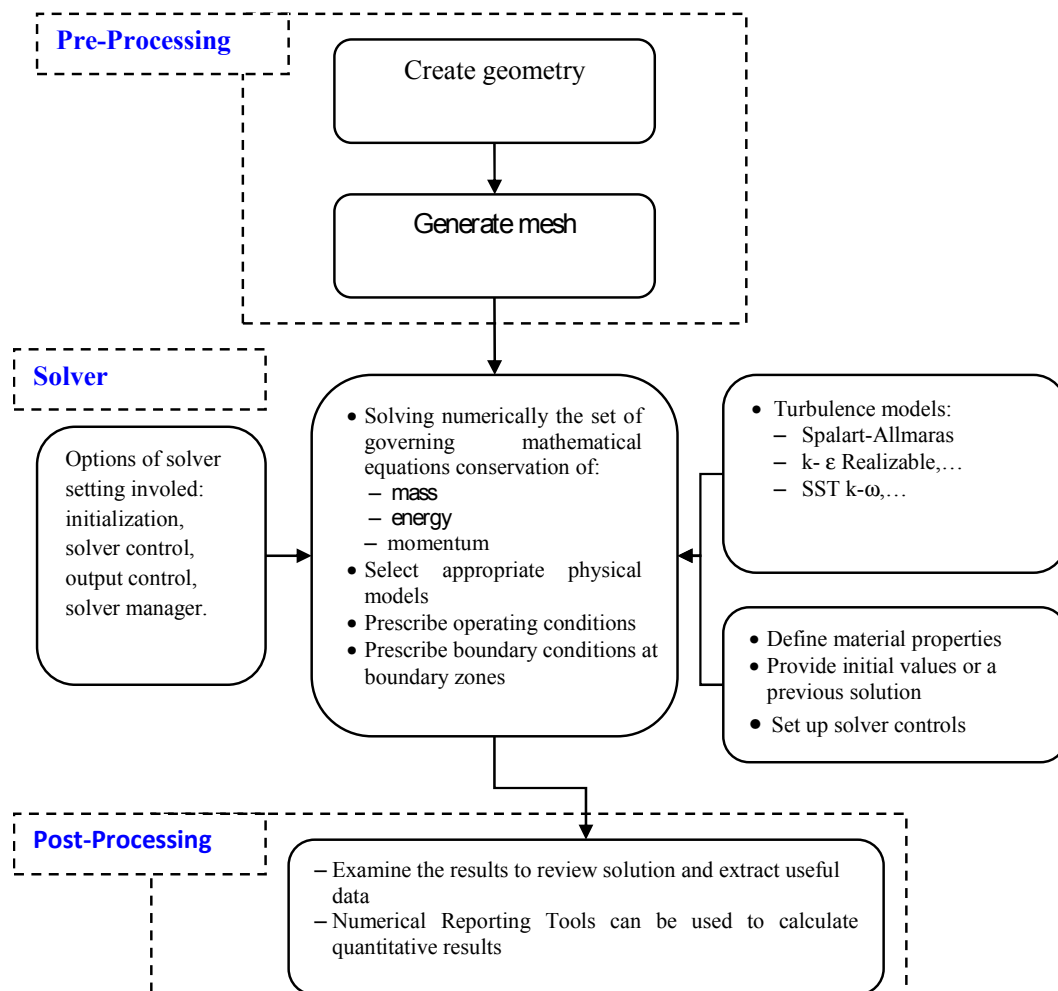 Pre-Processing
Create geometry
Generate mesh
Solver
Options of solver
setting involed:
initialization,
solver control,
output control,
solver manager.
• Solving numerically the set of
governing mathematical
equations conservation of:
– mass
– energy
– momentum
• Select appropriate physical
models
• Prescribe operating conditions
• Prescribe boundary conditions at
boundary zones
• Turbulence models:
– Spalart-Allmaras
– k- ε Realizable,…
– SST k-ω,…
• Define material properties
• Provide initial values or a
previous solution
• Set up solver controls
Post-Processing
– Examine the results to review solution and extract useful
data
– Numerical Reporting Tools can be used to calculate
quantitative results